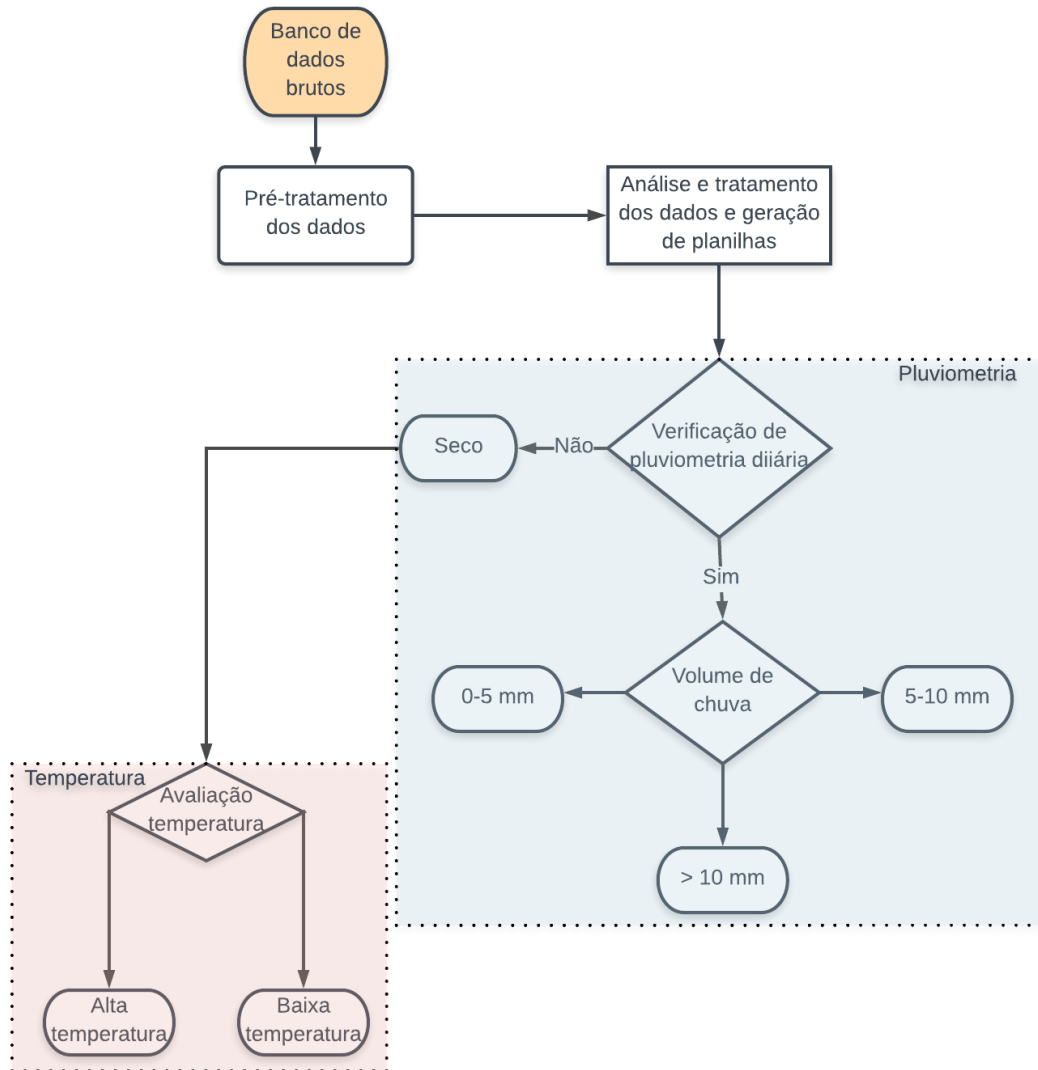 Banco de
dados
brutos
Pré-tratamento
dos dados
Análise e tratamento
dos dados e geração
de planilhas
Pluviometria
Verificação de
pluviometria diiária
Não
Seco
Sim
Volume de
chuva
0-5 mm
5-10 mm
> 10 mm
Temperatura
Avaliação
temperatura
Alta
temperatura
Baixa
temperatura